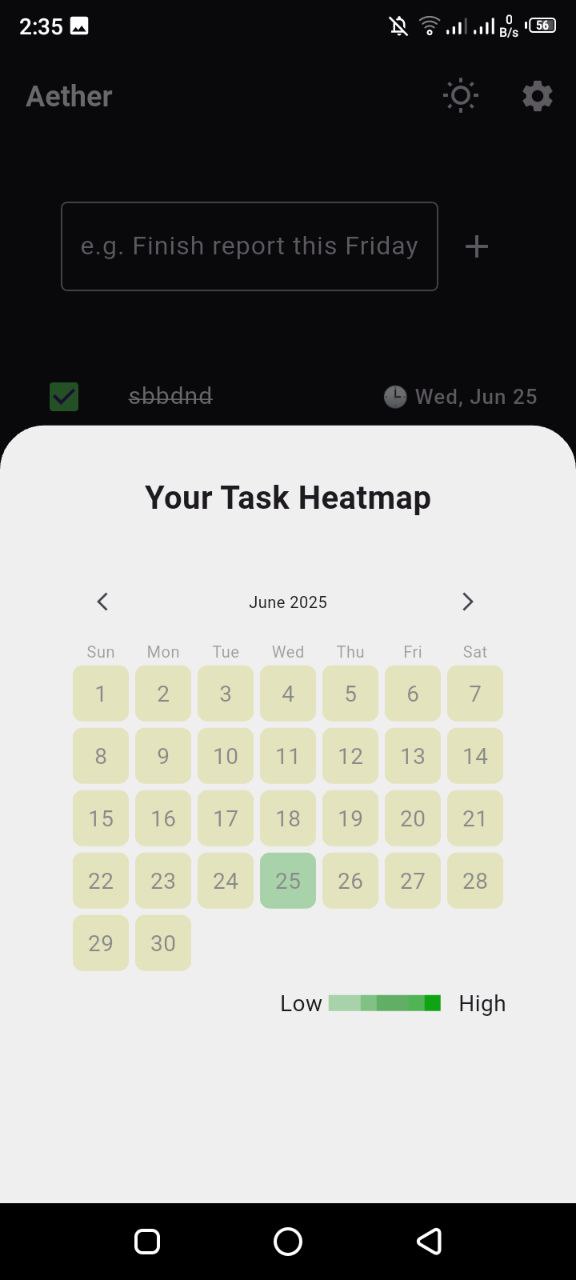 2:35 0 B/s 56
Aether
e.g. Finish report this Friday
sbbdnd Wed, Jun 25
Your Task Heatmap
June 2025
Sun Mon Tue Wed Thu Fri Sat
1 2 3 4 5 6 7
8 9 10 11 12 13 14
15 16 17 18 19 20 21
22 23 24 25 26 27 28
29 30
Low High